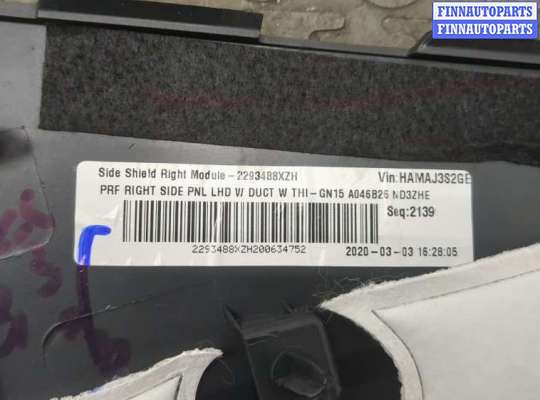 FINNAUTOPARTS
FINNAUTOPARTS
Side Shield Right Module-2293488XZH Vin:HAMAJ3S2GE
PRF RIGHT SIDE PNL LHD W/ DUCT W THI-GN15 A046B26 ND3ZHE
Seq:2139
2293488XZH200634752 2020-03-03 16:28:05